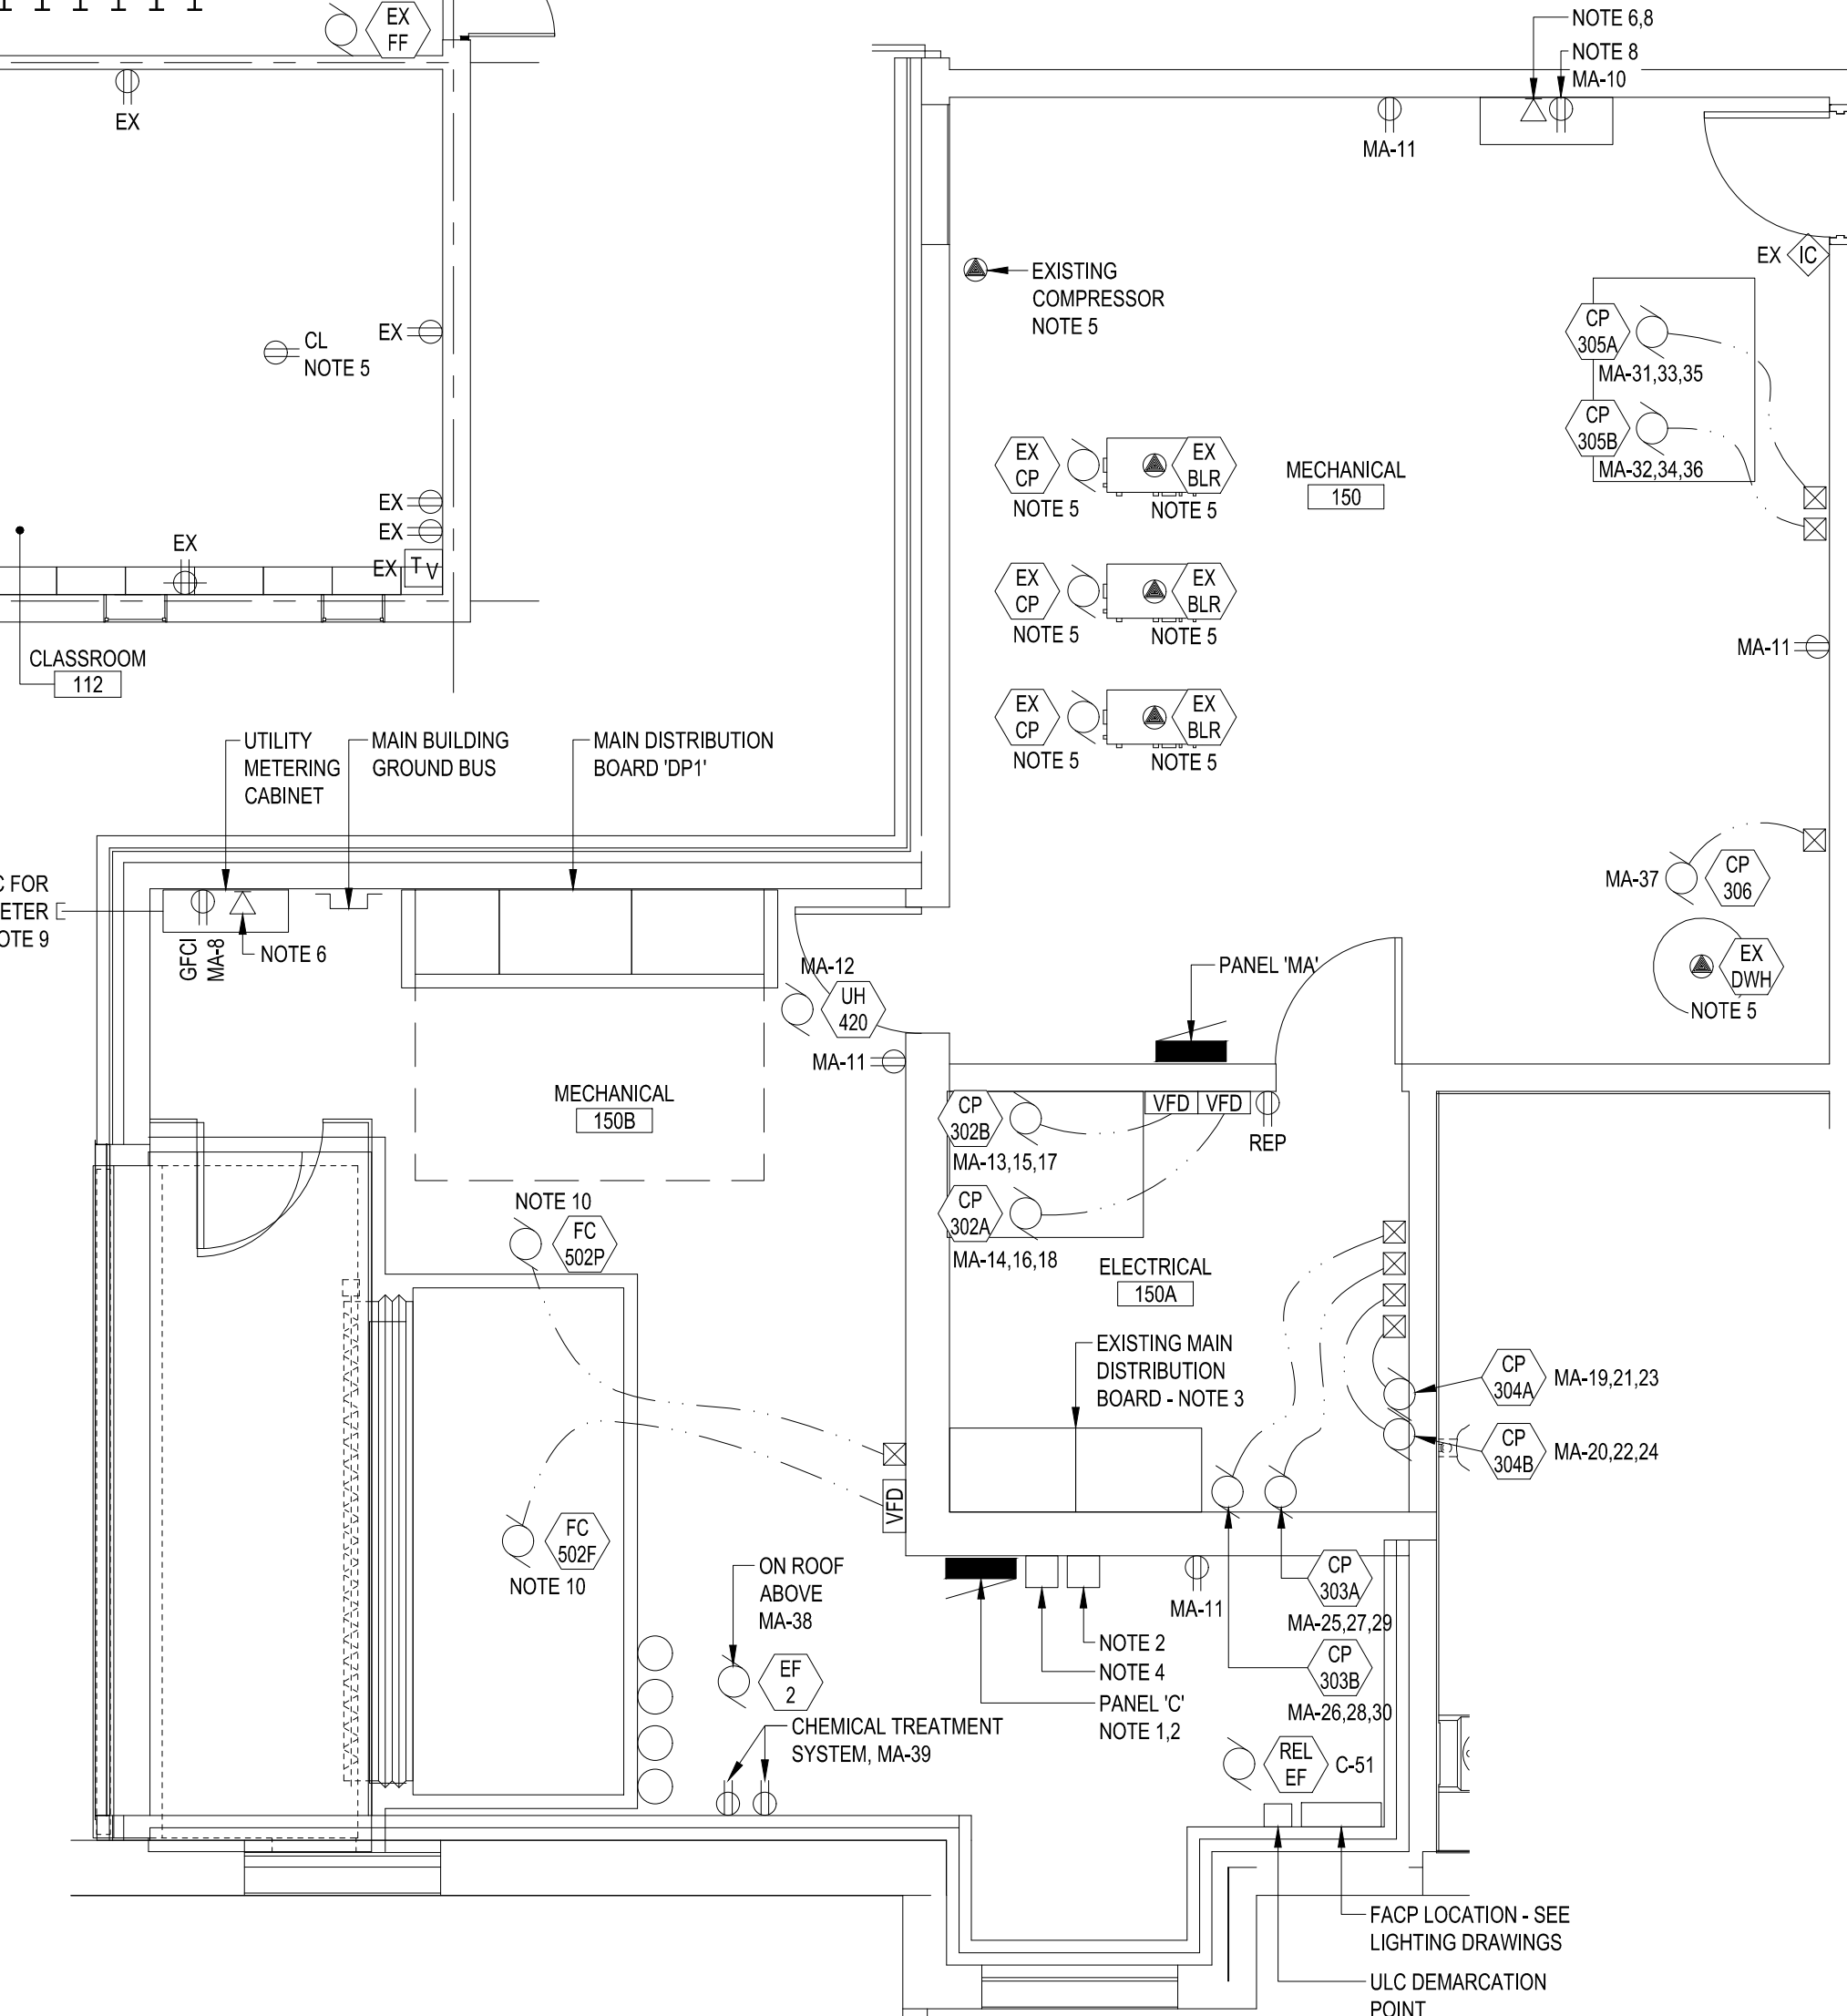 EX
FF
NOTE 6,8
NOTE 8
MA-10
EX
MA-11
EX
IC
EXISTING
COMPRESSOR
NOTE 5
CP
305A
MA-31,33,35
CL
NOTE 5
EX
CP
305B
MA-32,34,36
EX
CP
NOTE 5
EX
BLR
NOTE 5
MECHANICAL
150
EX
EX
EX
EX
TV
EX
CP
NOTE 5
EX
BLR
NOTE 5
MA-11
CLASSROOM
112
EX
CP
NOTE 5
EX
BLR
NOTE 5
UTILITY
METERING
CABINET
MAIN BUILDING
GROUND BUS
MAIN DISTRIBUTION
BOARD 'DP1'
FOR
NOTE 6
GFCI
MA-8
MA-37
CP
306
EX
DWH
NOTE 5
MA-12
UH
420
PANEL 'MA'
MA-11
MECHANICAL
150B
CP
302B
MA-13,15,17
VFD
VFD
REP
CP
302A
MA-14,16,18
NOTE 10
FC
502P
ELECTRICAL
150A
EXISTING MAIN
DISTRIBUTION
BOARD - NOTE 3
CP
304A
MA-19,21,23
CP
304B
MA-20,22,24
VFD
FC
502F
NOTE 10
ON ROOF
ABOVE
MA-38
EF
2
MA-11
CP
303A
MA-25,27,29
NOTE 2
NOTE 4
PANEL 'C'
NOTE 1,2
CP
303B
MA-26,28,30
CHEMICAL TREATMENT
SYSTEM, MA-39
REL
EF
C-51
FACP LOCATION - SEE
LIGHTING DRAWINGS
ULC DEMARCATION
POINT